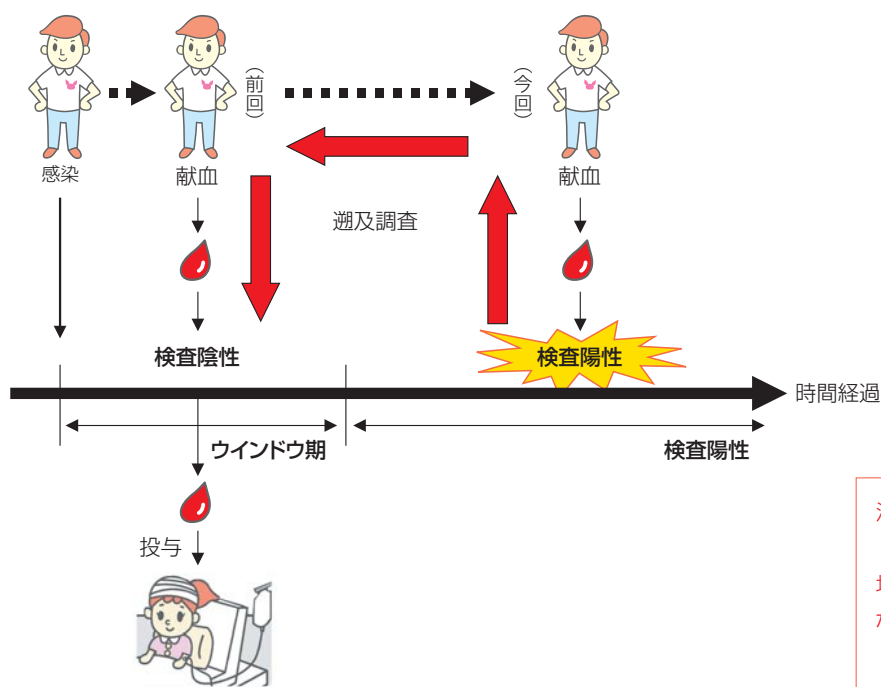 (前回)
(今回)
感染
献血
献血
遡及調査
検査陰性
検査陽性
時間経過
ウインドウ期
検査陽性
投与